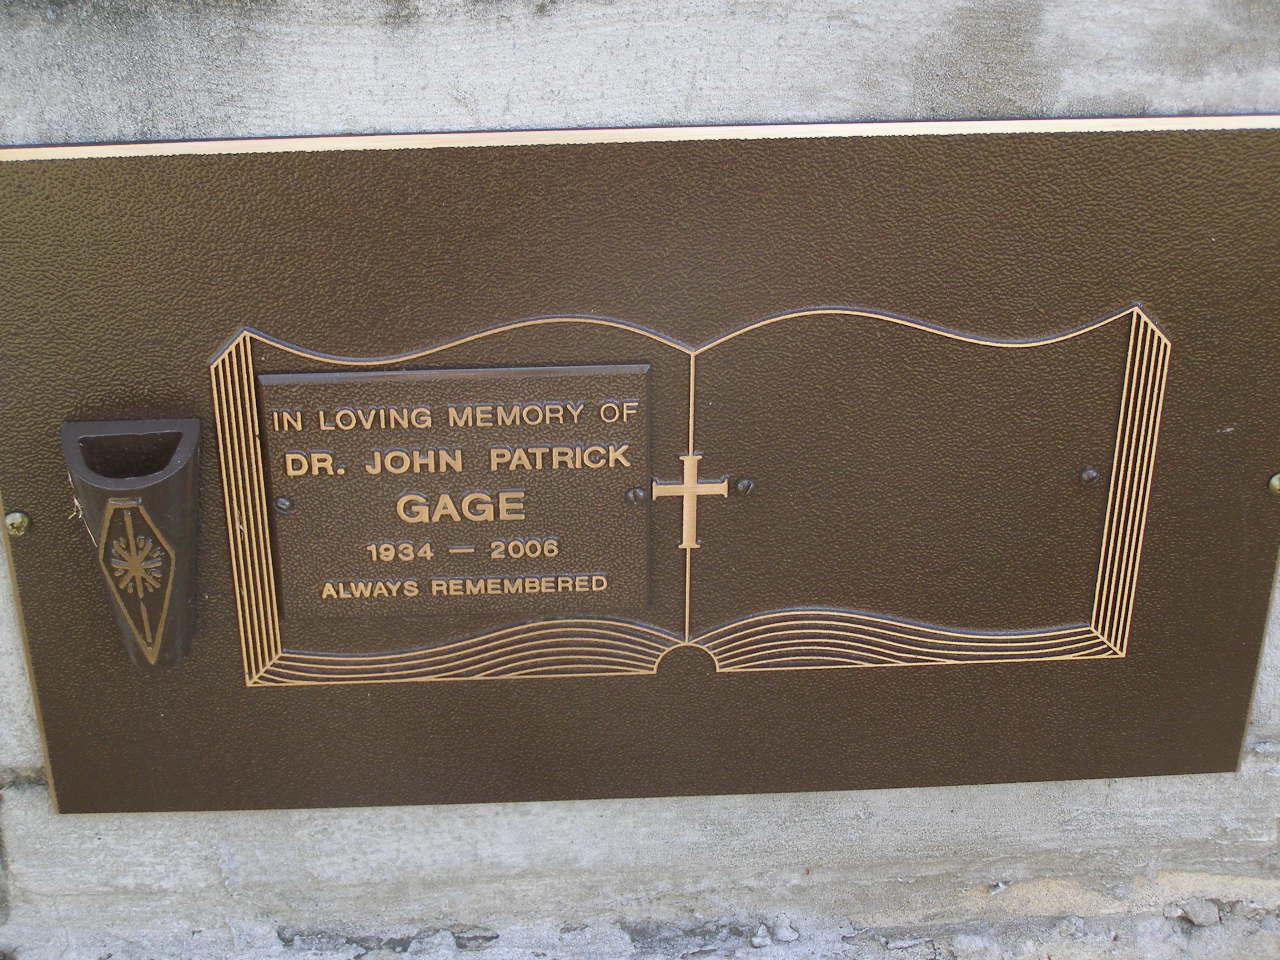 IN LOVING MEMORY OF
DR. JOHN PATRICK
GAGE
1934 — 2006
ALWAYS REMEMBERED